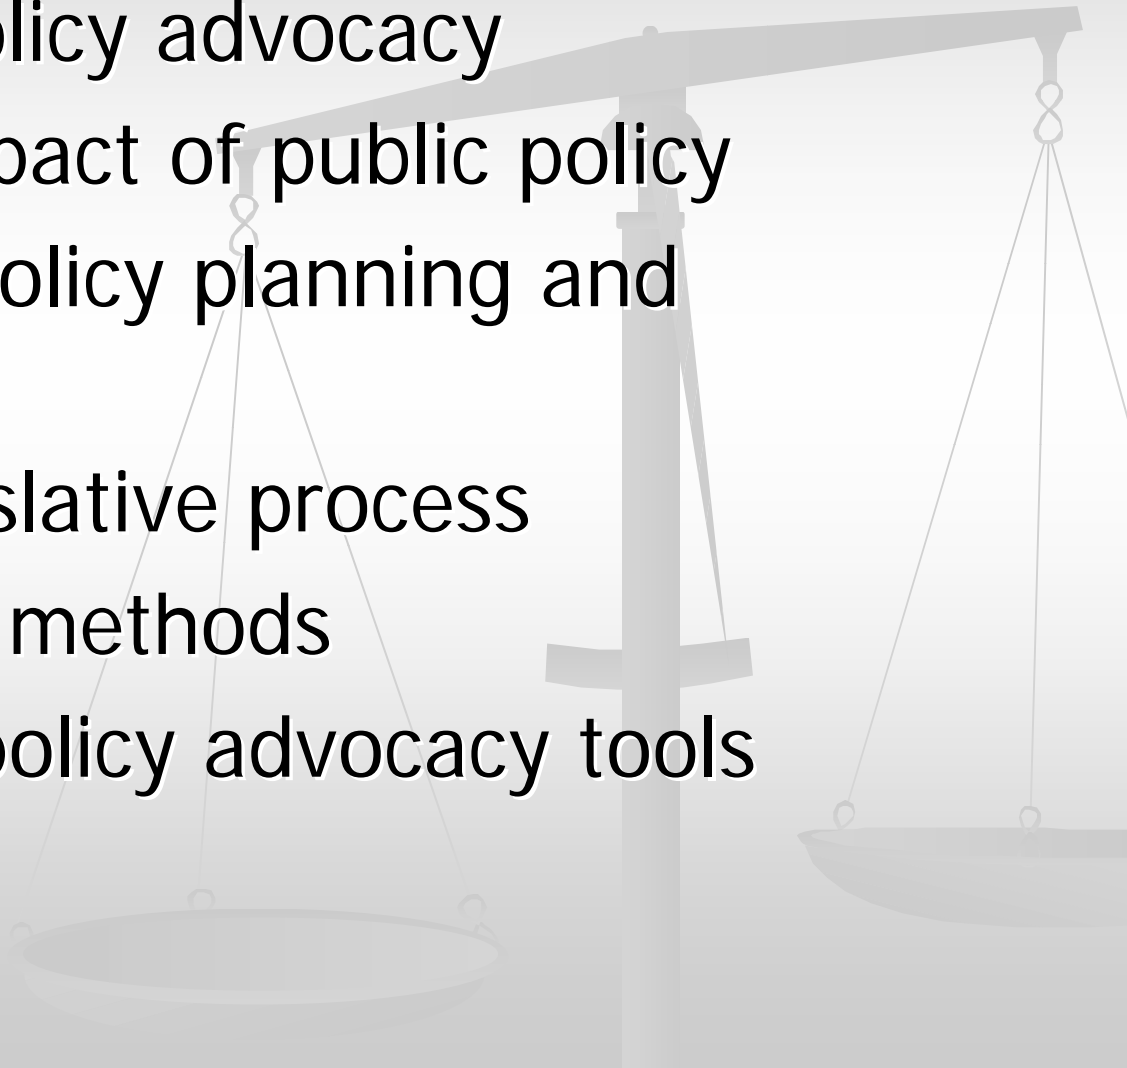 olicy advocacy
pact of public policy
olicy planning and
slative process
methods
policy advocacy tools